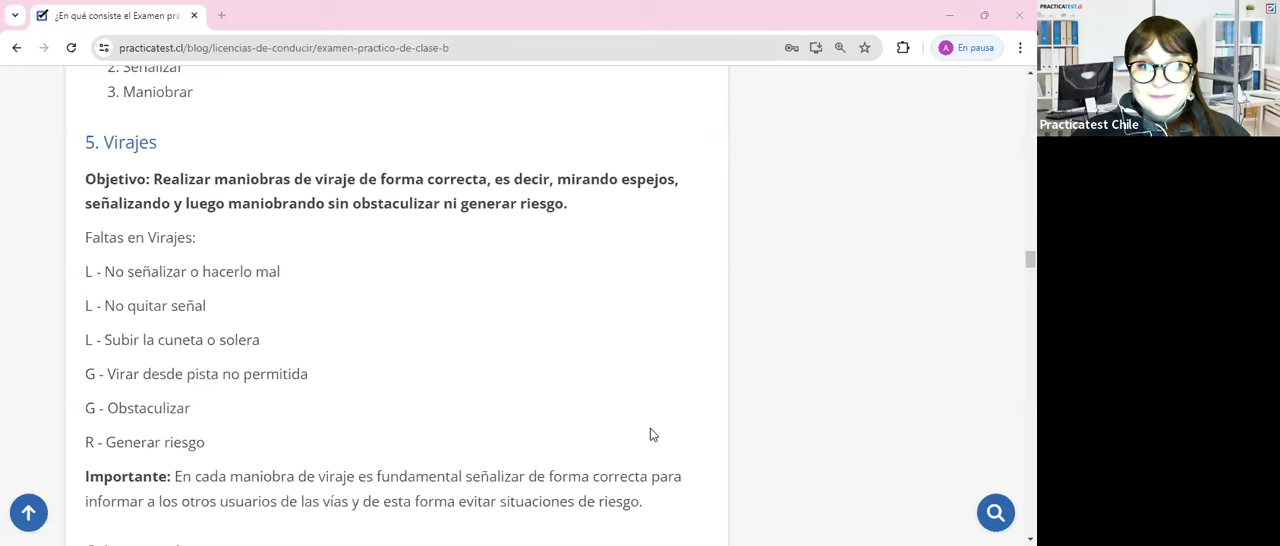 ¿En qué consiste el Examen pra
practicatest.cl/blog/licencias-de-conducir/examen-practico-de-clase-b
A
En pausa
PRACTICATEST.cl
Practicatest Chile
2. Señalizar
3. Maniobrar
5. Virajes
Objetivo: Realizar maniobras de viraje de forma correcta, es decir, mirando espejos,
señalizando y luego maniobrando sin obstaculizar ni generar riesgo.
Faltas en Virajes:
L - No señalizar o hacerlo mal
L - No quitar señal
L - Subir la cuneta o solera
G - Virar desde pista no permitida
G - Obstaculizar
R - Generar riesgo
Importante: En cada maniobra de viraje es fundamental señalizar de forma correcta para
informar a los otros usuarios de las vías y de esta forma evitar situaciones de riesgo.